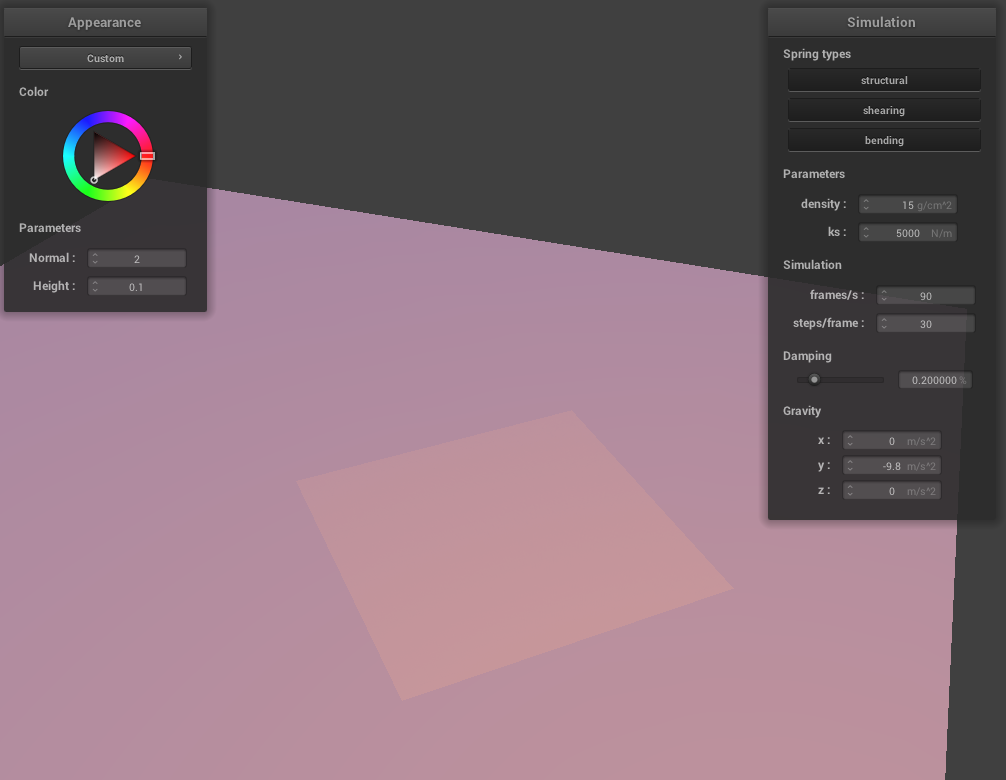 Appearance
Custom
Color
Parameters
Normal : 2
Height : 0.1
Simulation
Spring types
structural
shearing
bending
Parameters
density : 15 g/cm^2
ks : 5000 N/m
Simulation
frames/s : 90
steps/frame : 30
Damping
0.200000 %
Gravity
x : 0 m/s^2
y : -9.8 m/s^2
z : 0 m/s^2